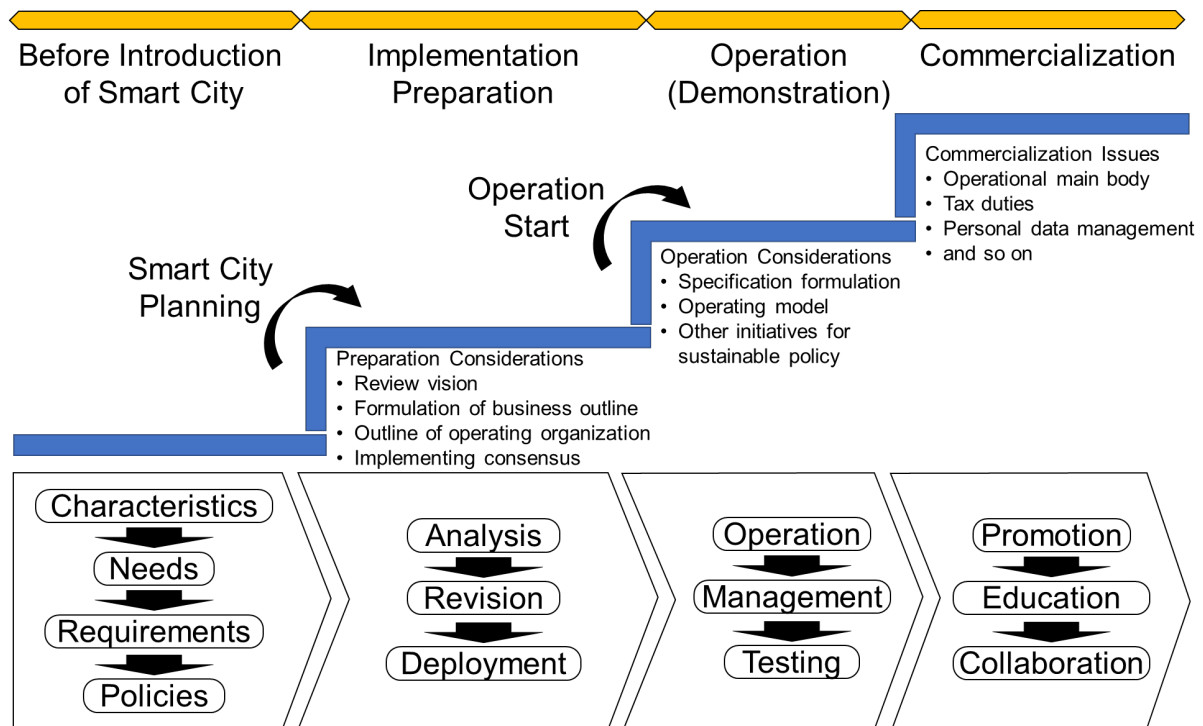 Before Introduction
of Smart City
Implementation
Preparation
Operation
(Demonstration)
Commercialization
Smart City
Planning
Operation
Start
Preparation Considerations
• Review vision
• Formulation of business outline
• Outline of operating organization
• Implementing consensus
Operation Considerations
• Specification formulation
• Operating model
• Other initiatives for
sustainable policy
Commercialization Issues
• Operational main body
• Tax duties
• Personal data management
• and so on
Characteristics
Needs
Requirements
Policies
Analysis
Revision
Deployment
Operation
Management
Testing
Promotion
Education
Collaboration